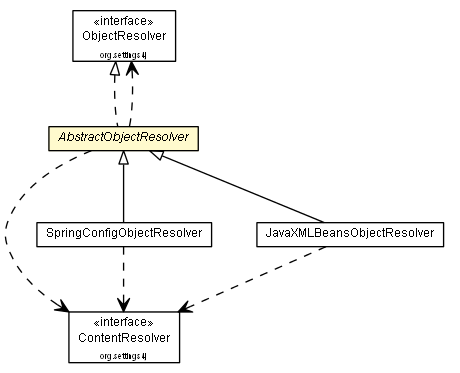 «interface»
ObjectResolver
org.settings4j
AbstractObjectResolver
SpringConfigObjectResolver
JavaXMLBeansObjectResolver
«interface»
ContentResolver
org.settings4j